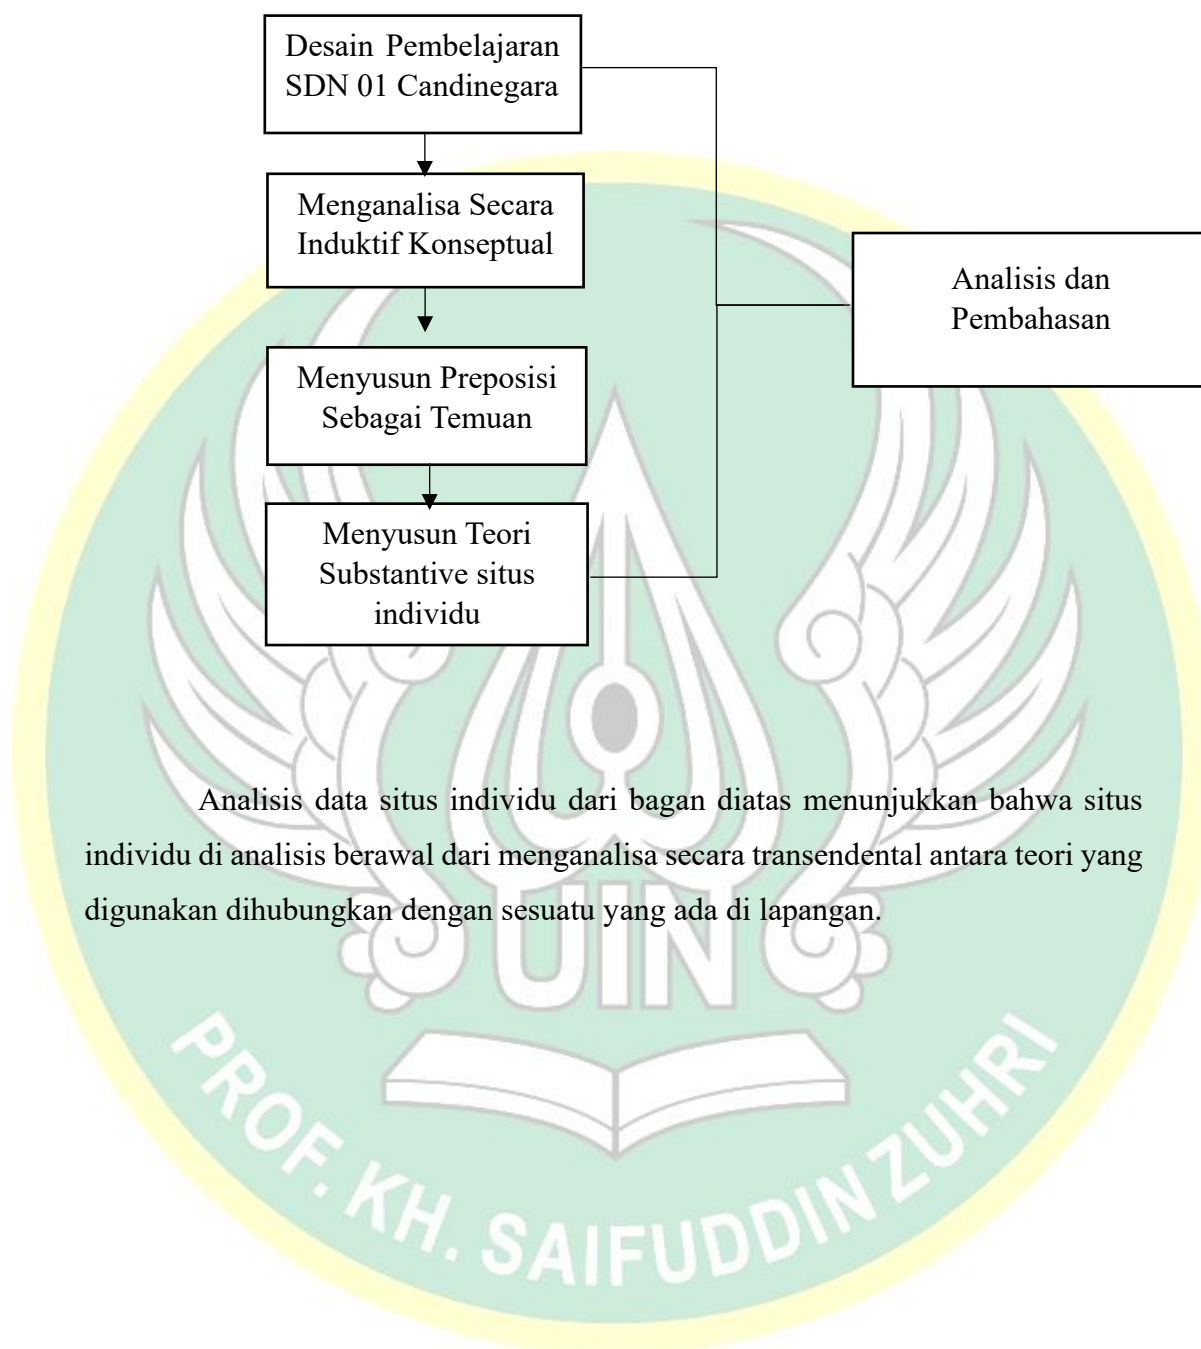 Desain Pembelajaran
SDN 01 Candinegara
Menganalisa Secara
Induktif Konseptual
Analisis dan
Pembahasan
Menyusun Preposisi
Sebagai Temuan
Menyusun Teori
Substantive situs
individu
Analisis data situs individu dari bagan diatas menunjukkan bahwa situs
individu di analisis berawal dari menganalisa secara transendental antara teori yang
digunakan dihubungkan dengan sesuatu yang ada di lapangan.
UIN
PROF. KH. SAIFUDDIN ZUHRI